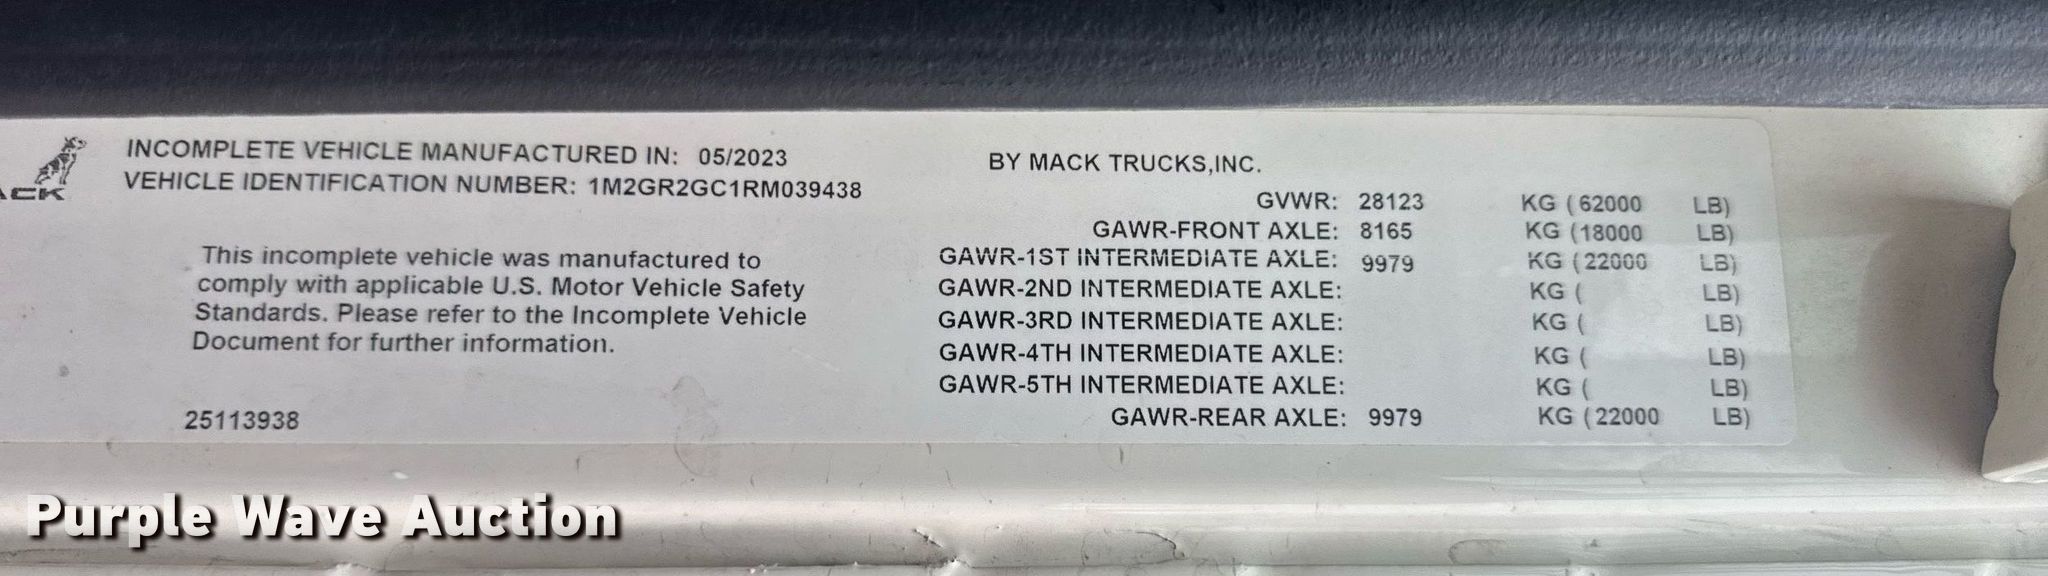 INCOMPLETE VEHICLE MANUFACTURED IN: 05/2023
BY MACK TRUCKS,INC.
VEHICLE IDENTIFICATION NUMBER: 1M2GR2GC1RM039438
ACK
This incomplete vehicle was manufactured to
comply with applicable U.S. Motor Vehicle Safety
Standards. Please refer to the Incomplete Vehicle
Document for further information.
25113938
GVWR: 28123 KG ( 62000 LB)
GAWR-FRONT AXLE: 8165 KG (18000 LB)
GAWR-1ST INTERMEDIATE AXLE: 9979 KG ( 22000 LB)
GAWR-2ND INTERMEDIATE AXLE: KG ( LB)
GAWR-3RD INTERMEDIATE AXLE: KG ( LB)
GAWR-4TH INTERMEDIATE AXLE: KG ( LB)
GAWR-5TH INTERMEDIATE AXLE: KG ( LB)
GAWR-REAR AXLE: 9979 KG ( 22000 LB)
Purple Wave Auction